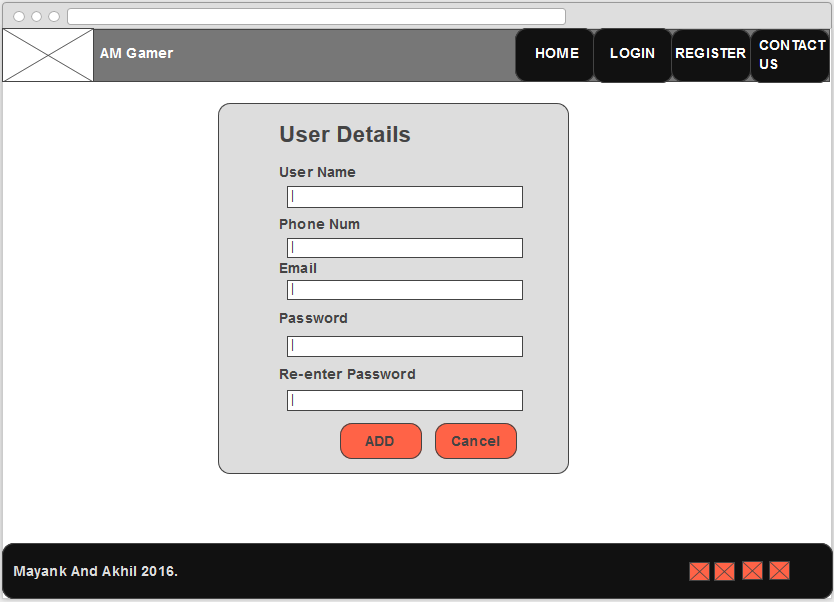 AM Gamer
HOME
LOGIN
REGISTER
CONTACT
US
User Details
User Name
Phone Num
Email
Password
Re-enter Password
ADD
Cancel
Mayank And Akhil 2016.